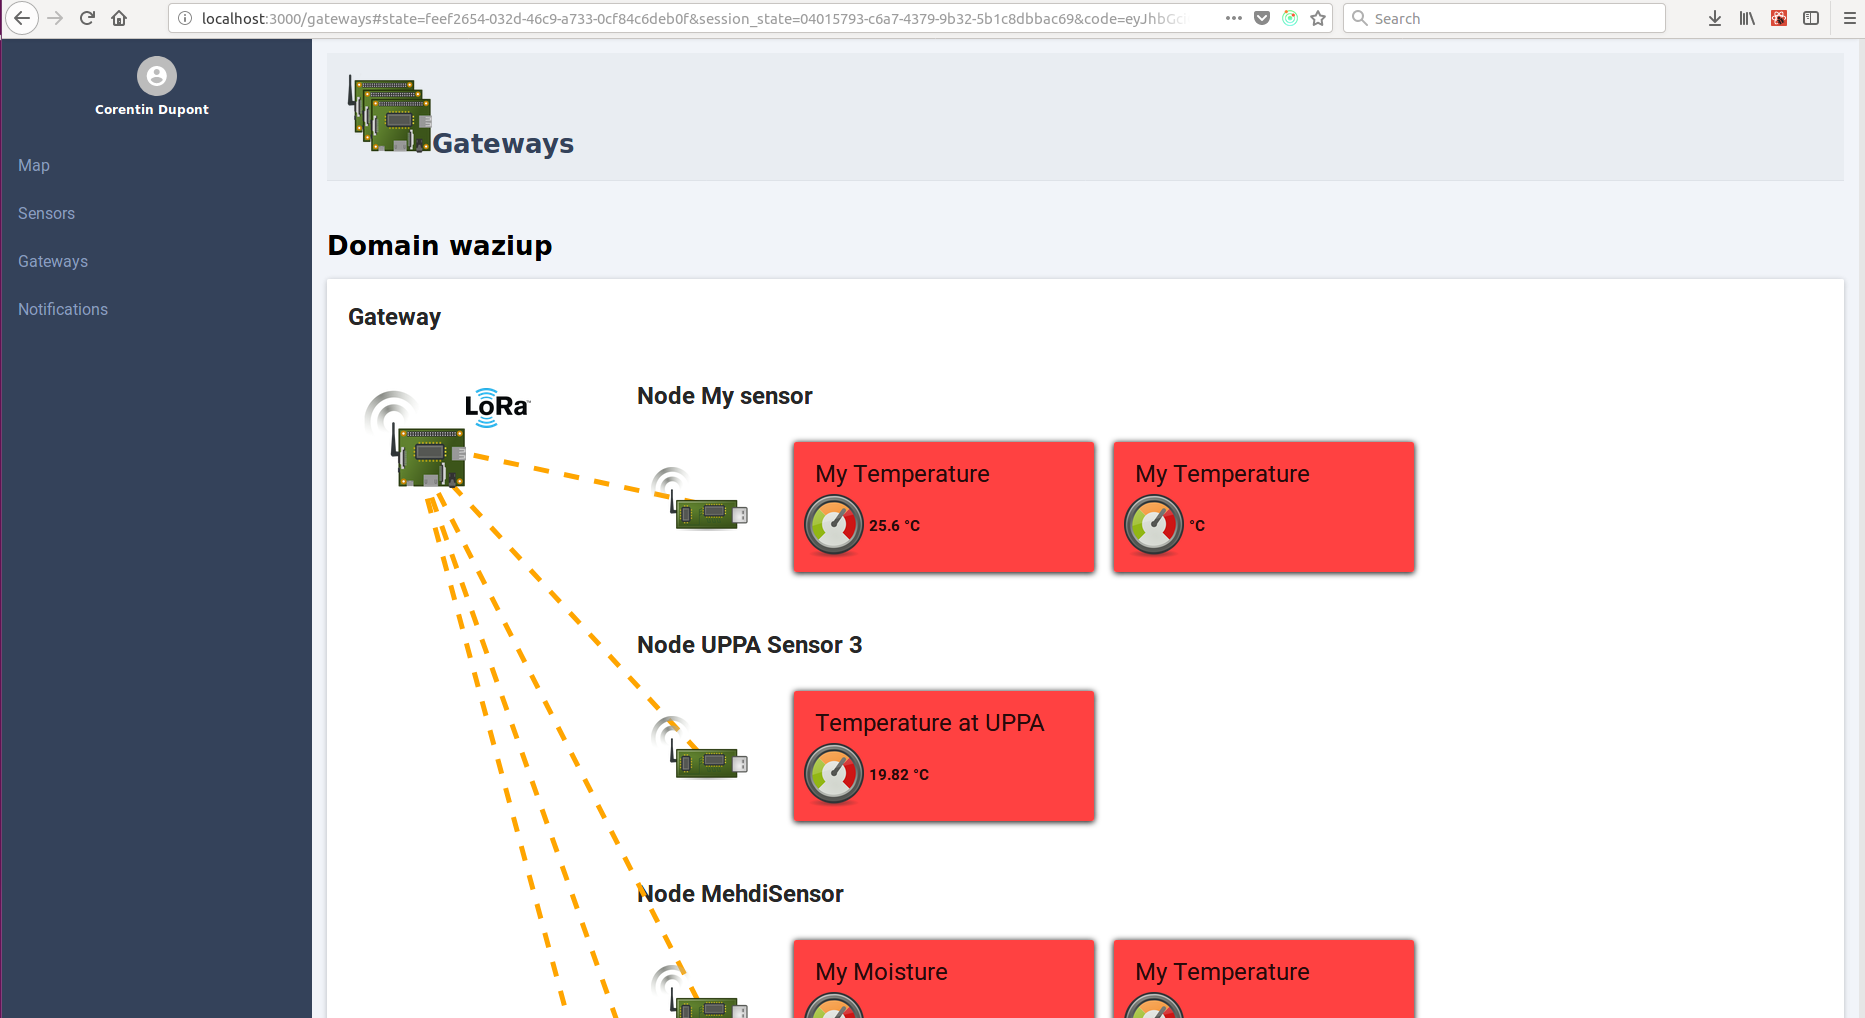 localhost:3000/gateways#state=feef2654-032d-46c9-a733-0cf84c6deb0f&session_state=04015793-c6a7-4379-9b32-5b1c8dbbac69&code=eyJhbGci
Search
Corentin Dupont
Map
Sensors
Gateways
Notifications
Gateways
Domain waziup
Gateway
LoRa™
Node My sensor
My Temperature
25.6 °C
My Temperature
°C
Node UPPA Sensor 3
Temperature at UPPA
19.82 °C
Node MehdiSensor
My Moisture
My Temperature